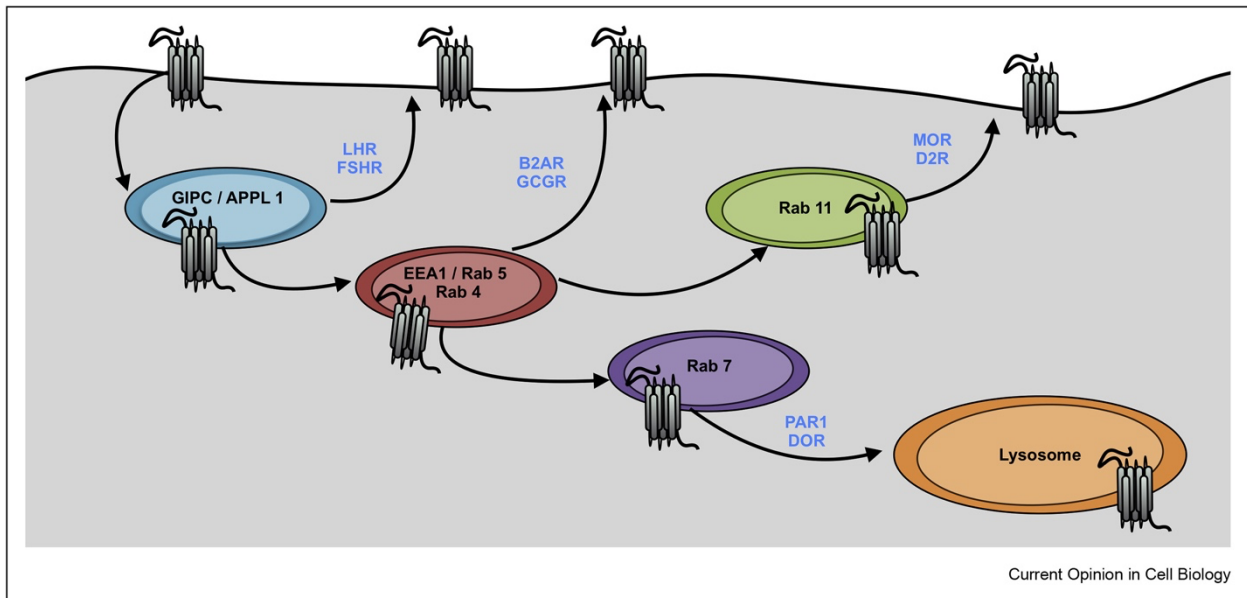 LHR
FSHR
B2AR
GCGR
MOR
D2R
GIPC / APPL 1
Rab 11
EEA1 / Rab 5
Rab 4
Rab 7
PAR1
DOR
Lysosome
Current Opinion in Cell Biology